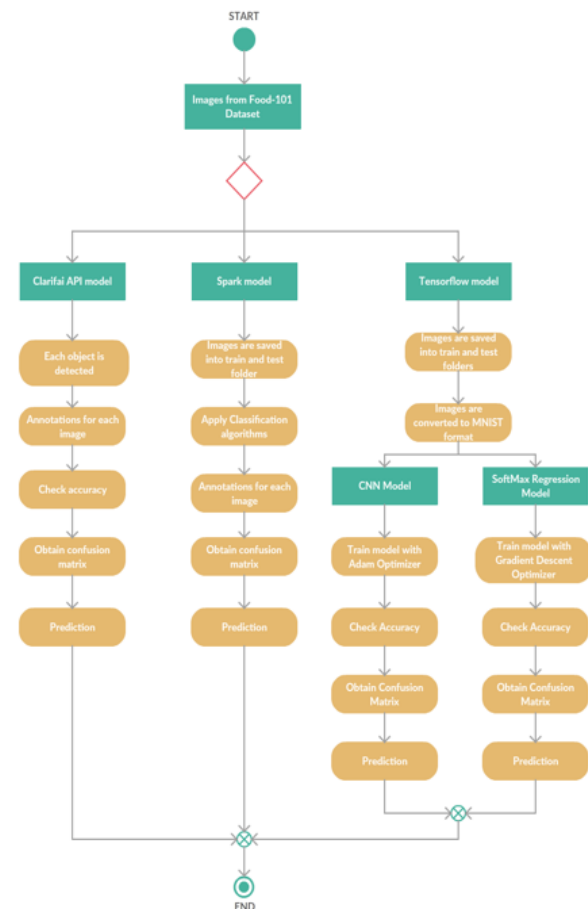 START
Images from Food-101
Dataset
Clarifai API model
Spark model
Tensorflow model
Each object is
detected
Images are saved
into train and test
folder
Images are saved
into train and test
folders
Annotations for each
image
Apply Classification
algorithms
Images are
converted to MNIST
format
Check accuracy
Annotations for each
image
CNN Model
SoftMax Regression
Model
Obtain confusion
matrix
Obtain confusion
matrix
Train model with
Adam Optimizer
Train model with
Gradient Descent
Optimizer
Prediction
Prediction
Check Accuracy
Check Accuracy
Obtain Confusion
Matrix
Obtain Confusion
Matrix
Prediction
Prediction
END